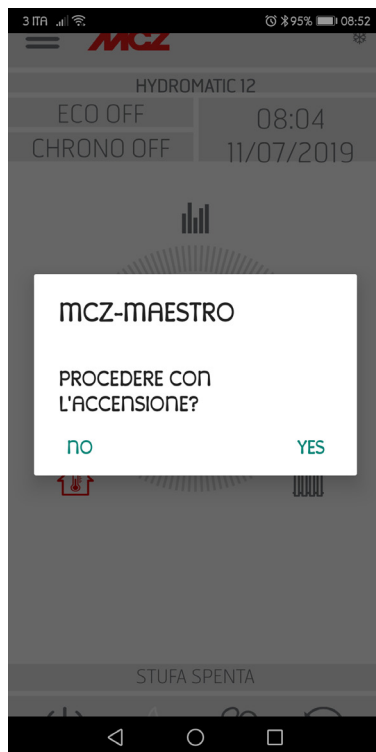 3 ITA 95% 08:52
MCZ
HYDROMATIC 12
ECO OFF
08:04
CHRONO OFF
11/07/2019
MCZ-MAESTRO
PROCEDERE CON
L'ACCENSIONE?
NO YES
STUFA SPENTA